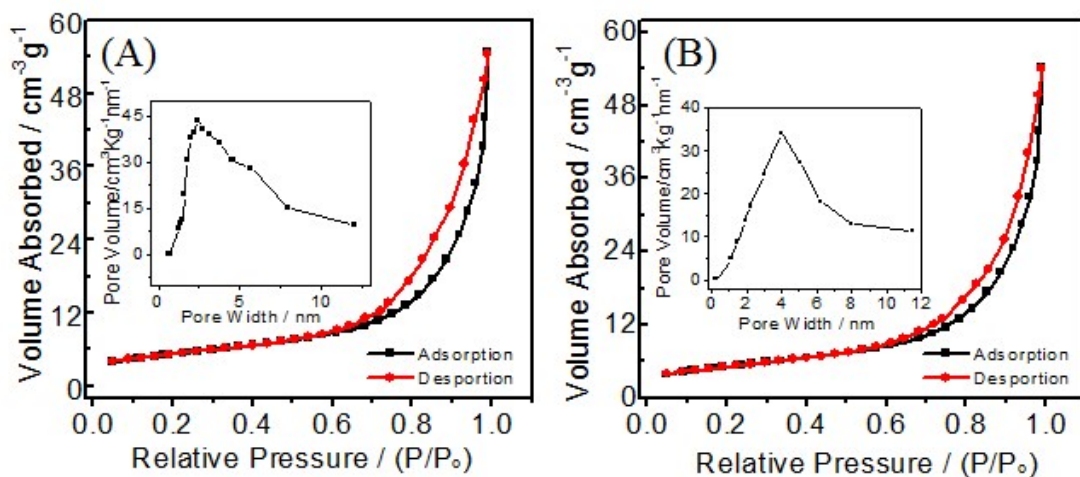 (A)
Volume Absorbed / cm⁻³g⁻¹
60
48
36
24
12
0
0.0 0.2 0.4 0.6 0.8 1.0
Relative Pressure / (P/P₀)
Adsorption
Desportion
Pore Volume/cm³Kg⁻¹nm⁻¹
45
30
15
0
0 5 10
Pore Width / nm
(B)
Volume Absorbed / cm⁻³g⁻¹
60
48
36
24
12
0
0.0 0.2 0.4 0.6 0.8 1.0
Relative Pressure / (P/P₀)
Adsorption
Desportion
Pore Volume/cm³Kg⁻¹nm⁻¹
40
30
20
10
0
0 2 4 6 8 10 12
Pore Width / nm